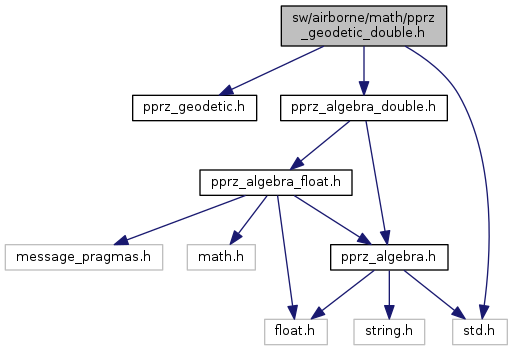 sw/airborne/math/pprz
_geodetic_double.h
pprz_geodetic.h
pprz_algebra_double.h
pprz_algebra_float.h
message_pragmas.h
math.h
pprz_algebra.h
float.h
string.h
std.h